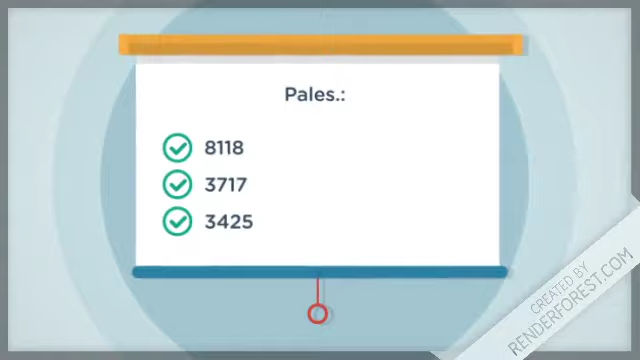 Pales.:
8118
3717
3425
CREATED BY
RENDERFOREST.COM